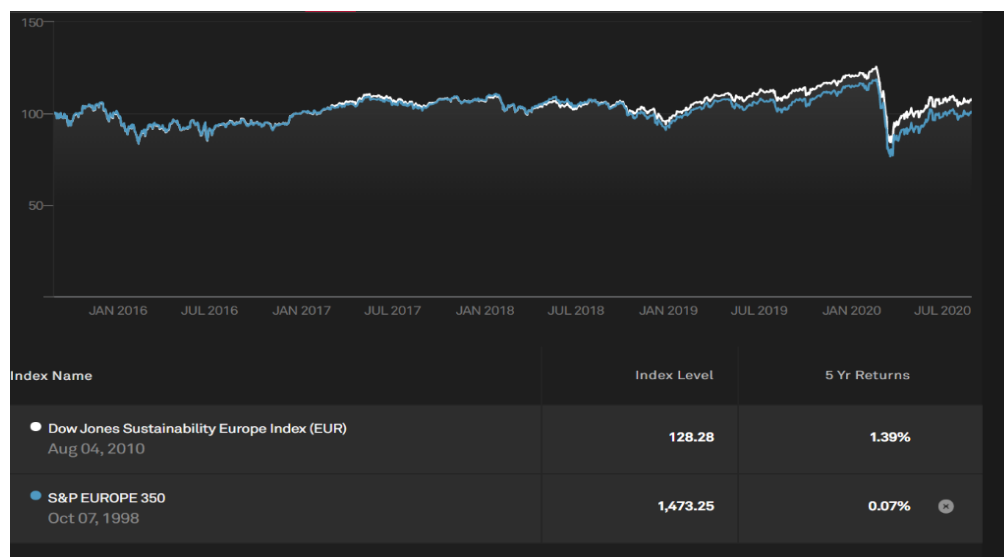 150
100
50
JAN 2016 JUL 2016 JAN 2017 JUL 2017 JAN 2018 JUL 2018 JAN 2019 JUL 2019 JAN 2020 JUL 2020
Index Name Index Level 5 Yr Returns
Dow Jones Sustainability Europe Index (EUR)
Aug 04, 2010
128.28 1.39%
S&P EUROPE 350
Oct 07, 1998
1,473.25 0.07%